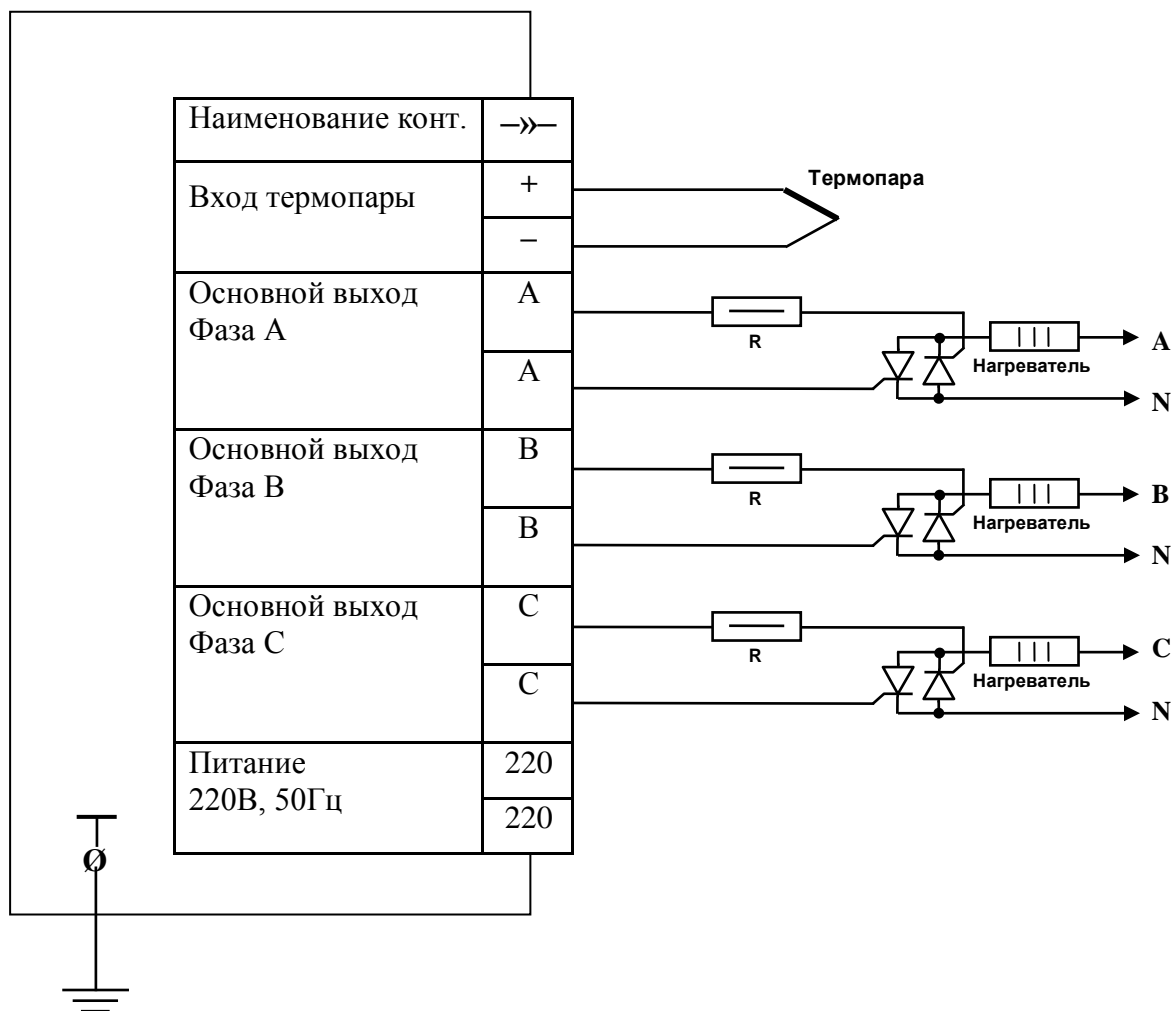 Наименование конт. –»–
Вход термопары +
–
Термопара
Основной выход
Фаза А
А
А
R
Нагреватель
A
N
Основной выход
Фаза В
В
В
R
Нагреватель
B
N
Основной выход
Фаза С
С
С
R
Нагреватель
C
N
Питание
220В, 50Гц
220
220
Ø